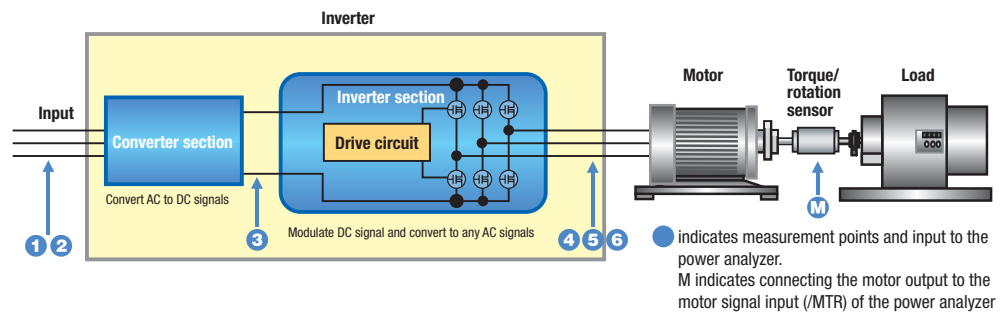 Inverter
Input
Converter section
Convert AC to DC signals
Inverter section
Drive circuit
Modulate DC signal and convert to any AC signals
1 2
3
4 5 6
Motor
Torque/
rotation
sensor
Load
M
indicates measurement points and input to the
power analyzer.
M indicates connecting the motor output to the
motor signal input (/MTR) of the power analyzer